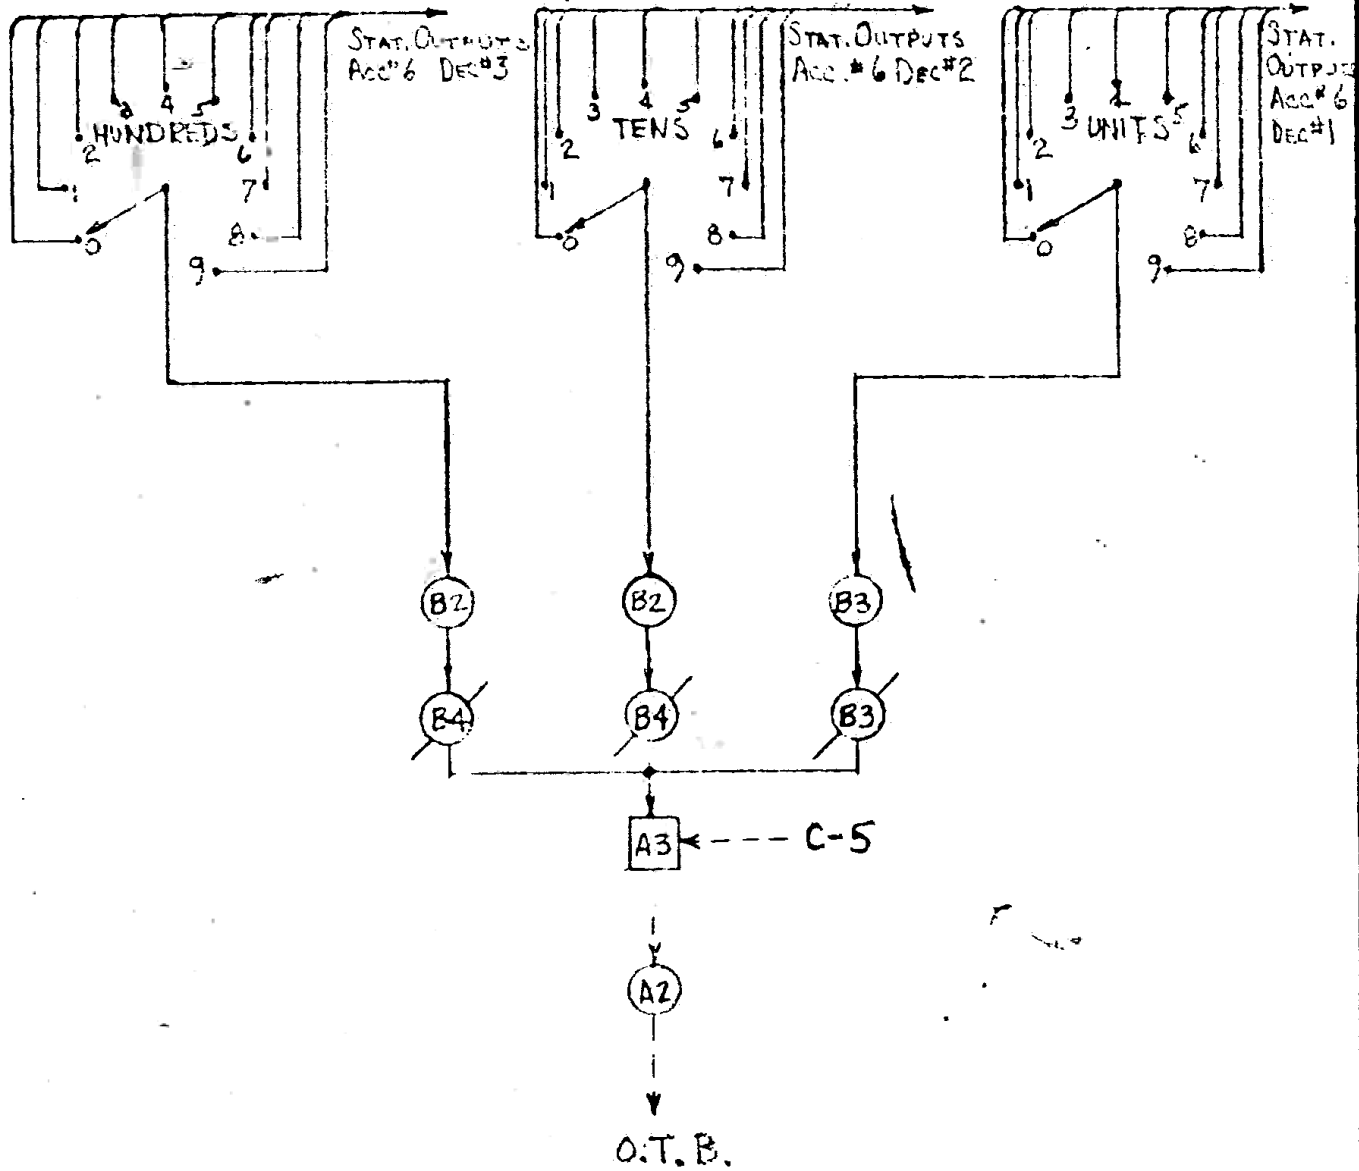 STAT. OUTPUTS
ACC# 6 DEC#3
3 4 5
HUNDREDS
2 6
1 7
0 8
9
STAT. OUTPUTS
ACC. # 6 DEC#2
3 4 5
TENS
2 6
1 7
0 8
9
STAT.
OUTPUTS
ACC# 6
DEC#1
3 4 5
UNITS
2 6
1 7
0 8
9
B2 B2 B3
B4 B4 B3
A3 C-5
A2
O.T.B.